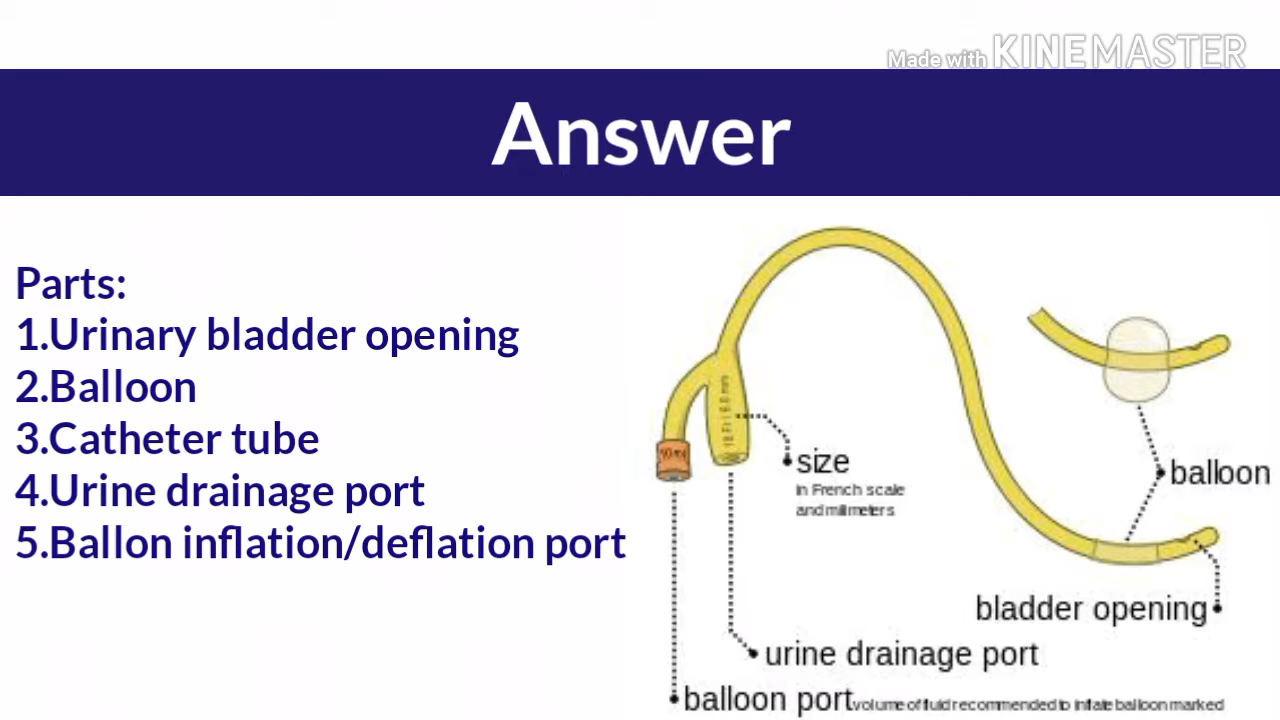 Made with KINEMASTER
Answer
Parts:
1.Urinary bladder opening
2.Balloon
3.Catheter tube
4.Urine drainage port
5.Ballon inflation/deflation port
size
in French scale
and millimeters
balloon
bladder opening
urine drainage port
balloon port volume of fluid recommended to inflate balloon marked